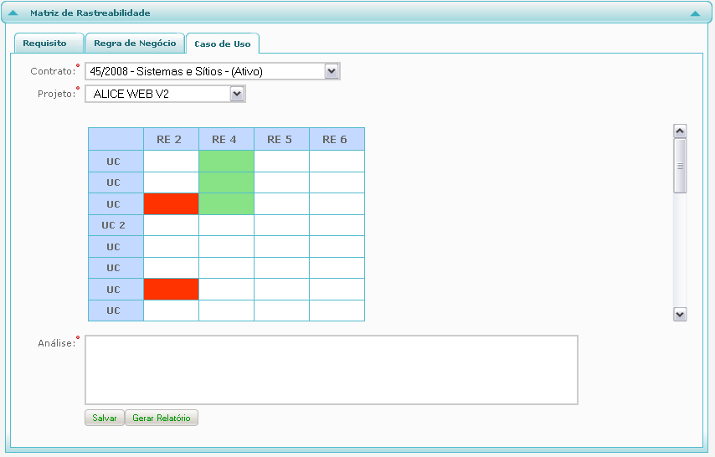 Matriz de Rastreabilidade
Requisito Regra de Negócio Caso de Uso
Contrato:* 45/2008 - Sistemas e Sítios - (Ativo)
Projeto:* ALICE WEB V2
RE 2 RE 4 RE 5 RE 6
UC
UC
UC
UC 2
UC
UC
UC
UC
Análise:*
Salvar Gerar Relatório